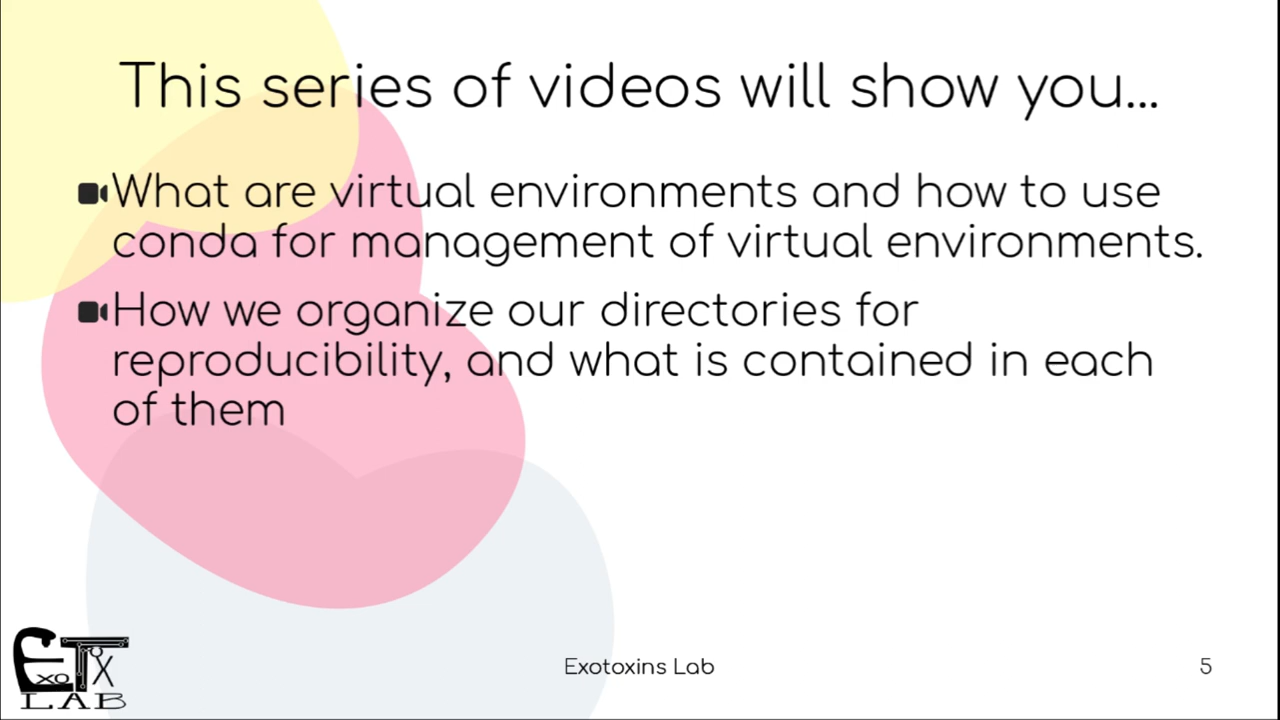 This series of videos will show you...
What are virtual environments and how to use
conda for management of virtual environments.
How we organize our directories for
reproducibility, and what is contained in each
of them
ExoTx
LAB
Exotoxins Lab
5